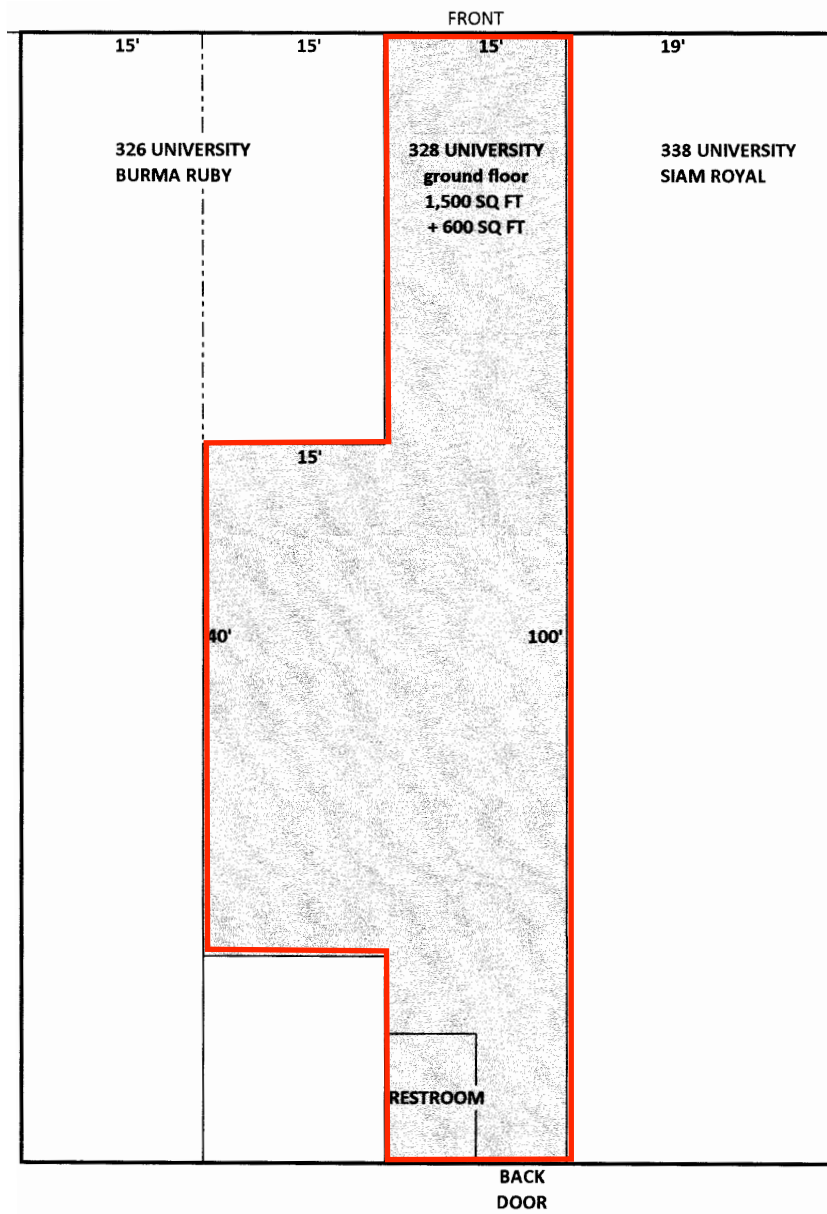 FRONT
15'
15'
15'
19'
326 UNIVERSITY
BURMA RUBY
328 UNIVERSITY
ground floor
1,500 SQ FT
+ 600 SQ FT
338 UNIVERSITY
SIAM ROYAL
15'
40'
100'
RESTROOM
BACK
DOOR